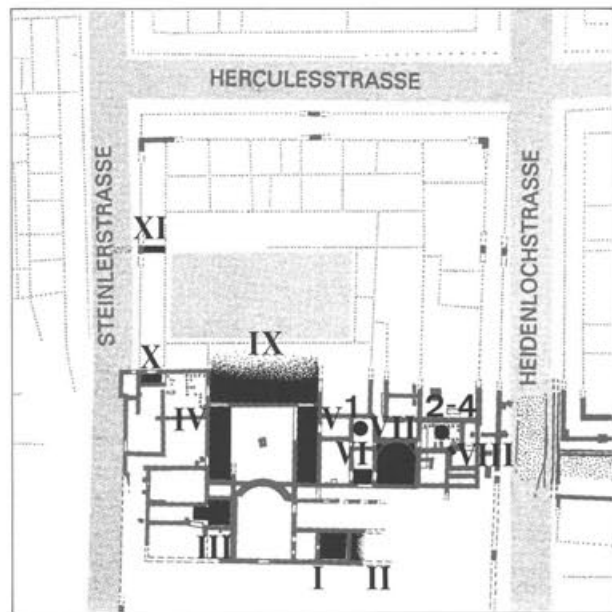 HERCULESSTRASSE
STEINLERSTRASSE
HEIDENLOCHSTRASSE
XI
IX
X
IV
V
1
VII
2-4
VI
VIII
III
I
II